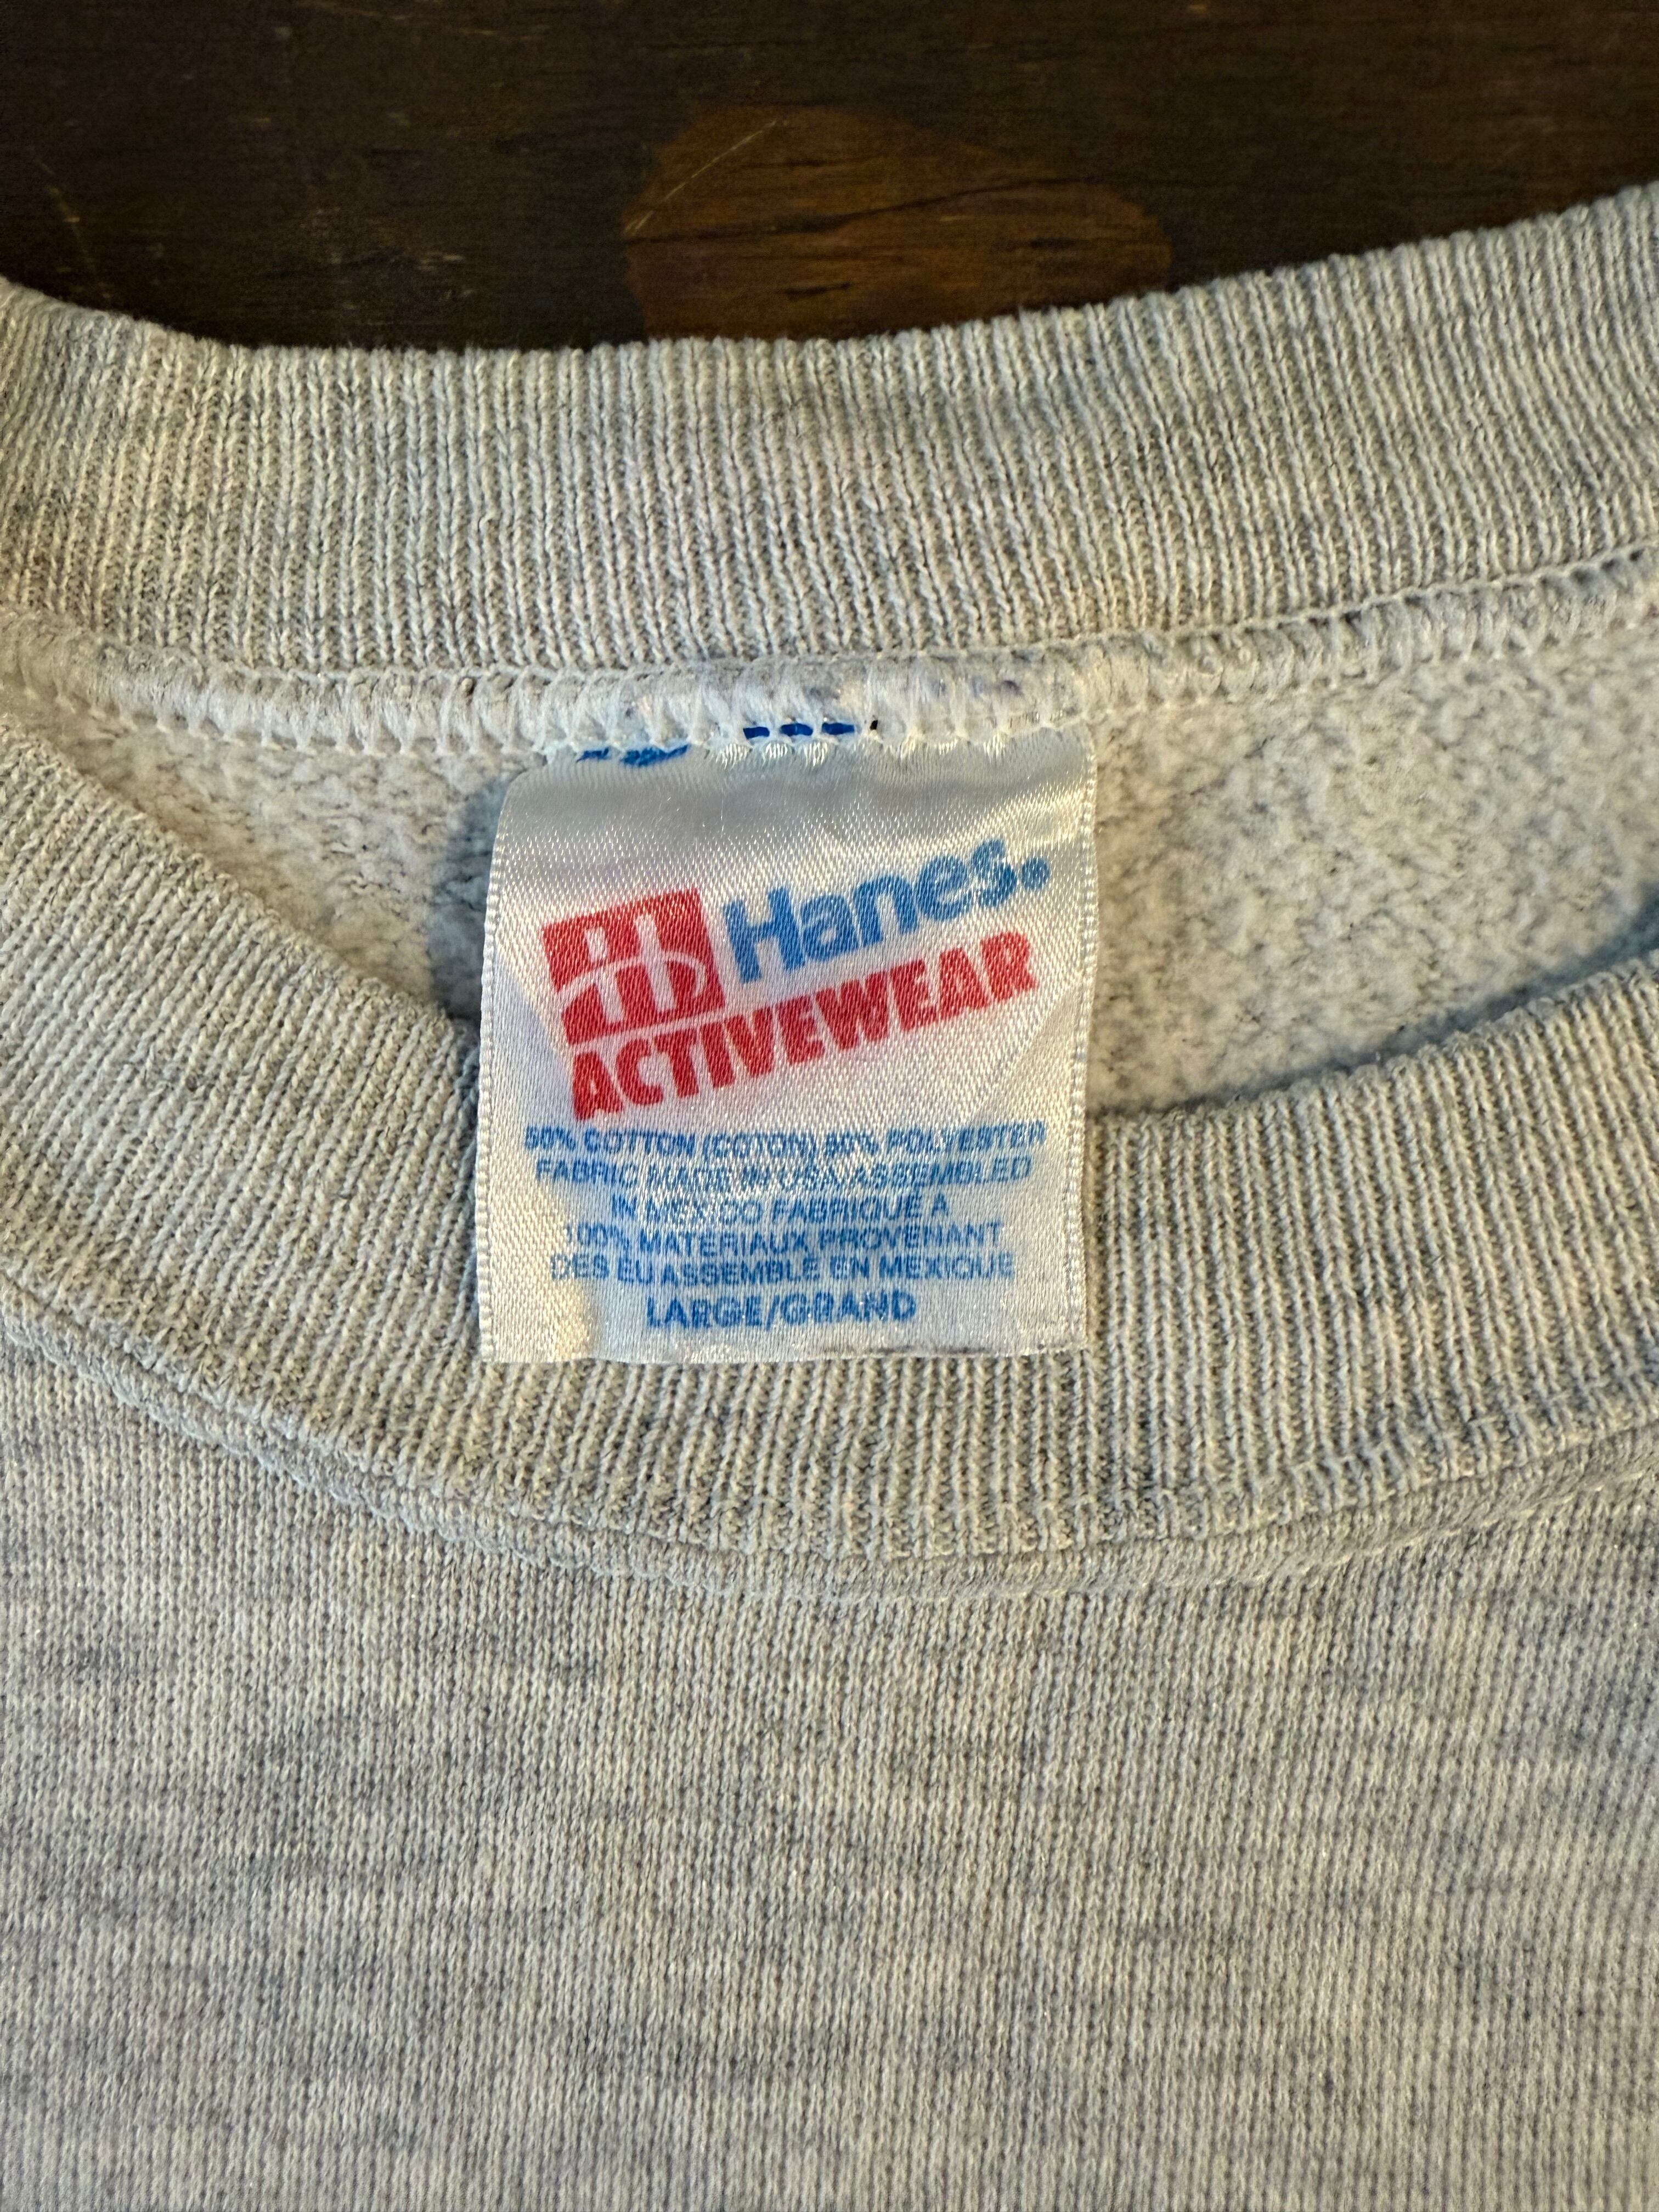 Hanes.
ACTIVEWEAR
50% COTTON (COTON) 50% POLYESTER
FABRIC MADE IN USA ASSEMBLED
IN MEXICO FABRIQUÉ À
100% MATERIAUX PROVENANT
DES EU ASSEMBLE EN MEXIQUE
LARGE/GRAND